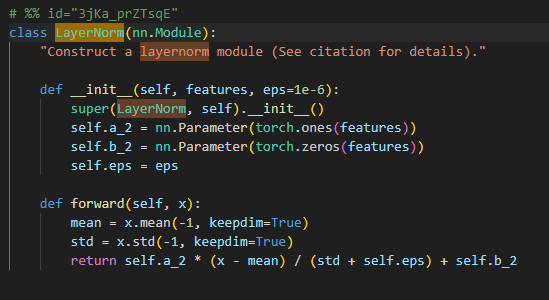 # %% id="3jKa_prZTsqE"
class LayerNorm(nn.Module):
    "Construct a layernorm module (See citation for details)."

    def __init__(self, features, eps=1e-6):
        super(LayerNorm, self).__init__()
        self.a_2 = nn.Parameter(torch.ones(features))
        self.b_2 = nn.Parameter(torch.zeros(features))
        self.eps = eps

    def forward(self, x):
        mean = x.mean(-1, keepdim=True)
        std = x.std(-1, keepdim=True)
        return self.a_2 * (x - mean) / (std + self.eps) + self.b_2